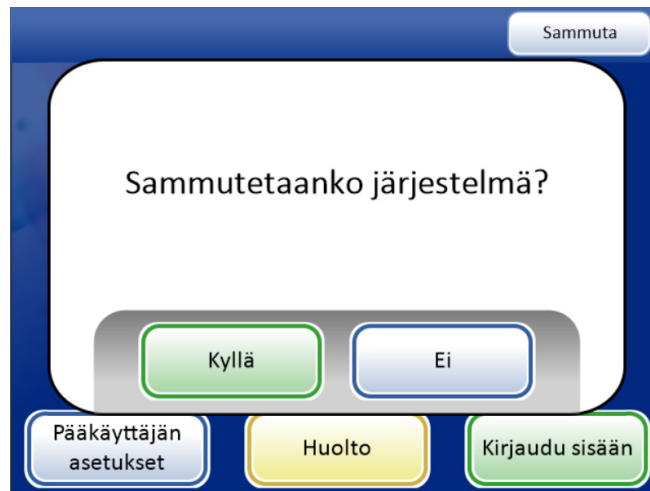 Sammuta
Sammutetaanko järjestelmä?
Kyllä
Ei
Pääkäyttäjän
asetukset
Huolto
Kirjaudu sisään